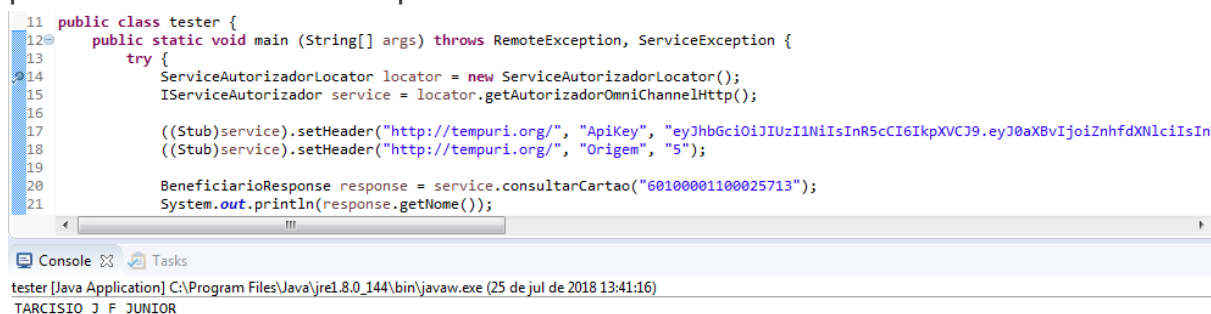 11 public class tester {
12 public static void main (String[] args) throws RemoteException, ServiceException {
13 try {
14 ServiceAutorizadorLocator locator = new ServiceAutorizadorLocator();
15 IServiceAutorizador service = locator.getAutorizadorOmniChannelHttp();
16
17 ((Stub)service).setHeader("http://tempuri.org/", "ApiKey", "eyJhbGciOiJIUzI1NiIsInR5cCI6IkpXVCJ9.eyJ0aXBvIjoiZnhfdXNlciIsIn
18 ((Stub)service).setHeader("http://tempuri.org/", "Origem", "5");
19
20 BeneficiarioResponse response = service.consultarCartao("60100001100025713");
21 System.out.println(response.getNome());
Console Tasks
tester [Java Application] C:\Program Files\Java\jre1.8.0_144\bin\javaw.exe (25 de jul de 2018 13:41:16)
TARCISIO J F JUNIOR